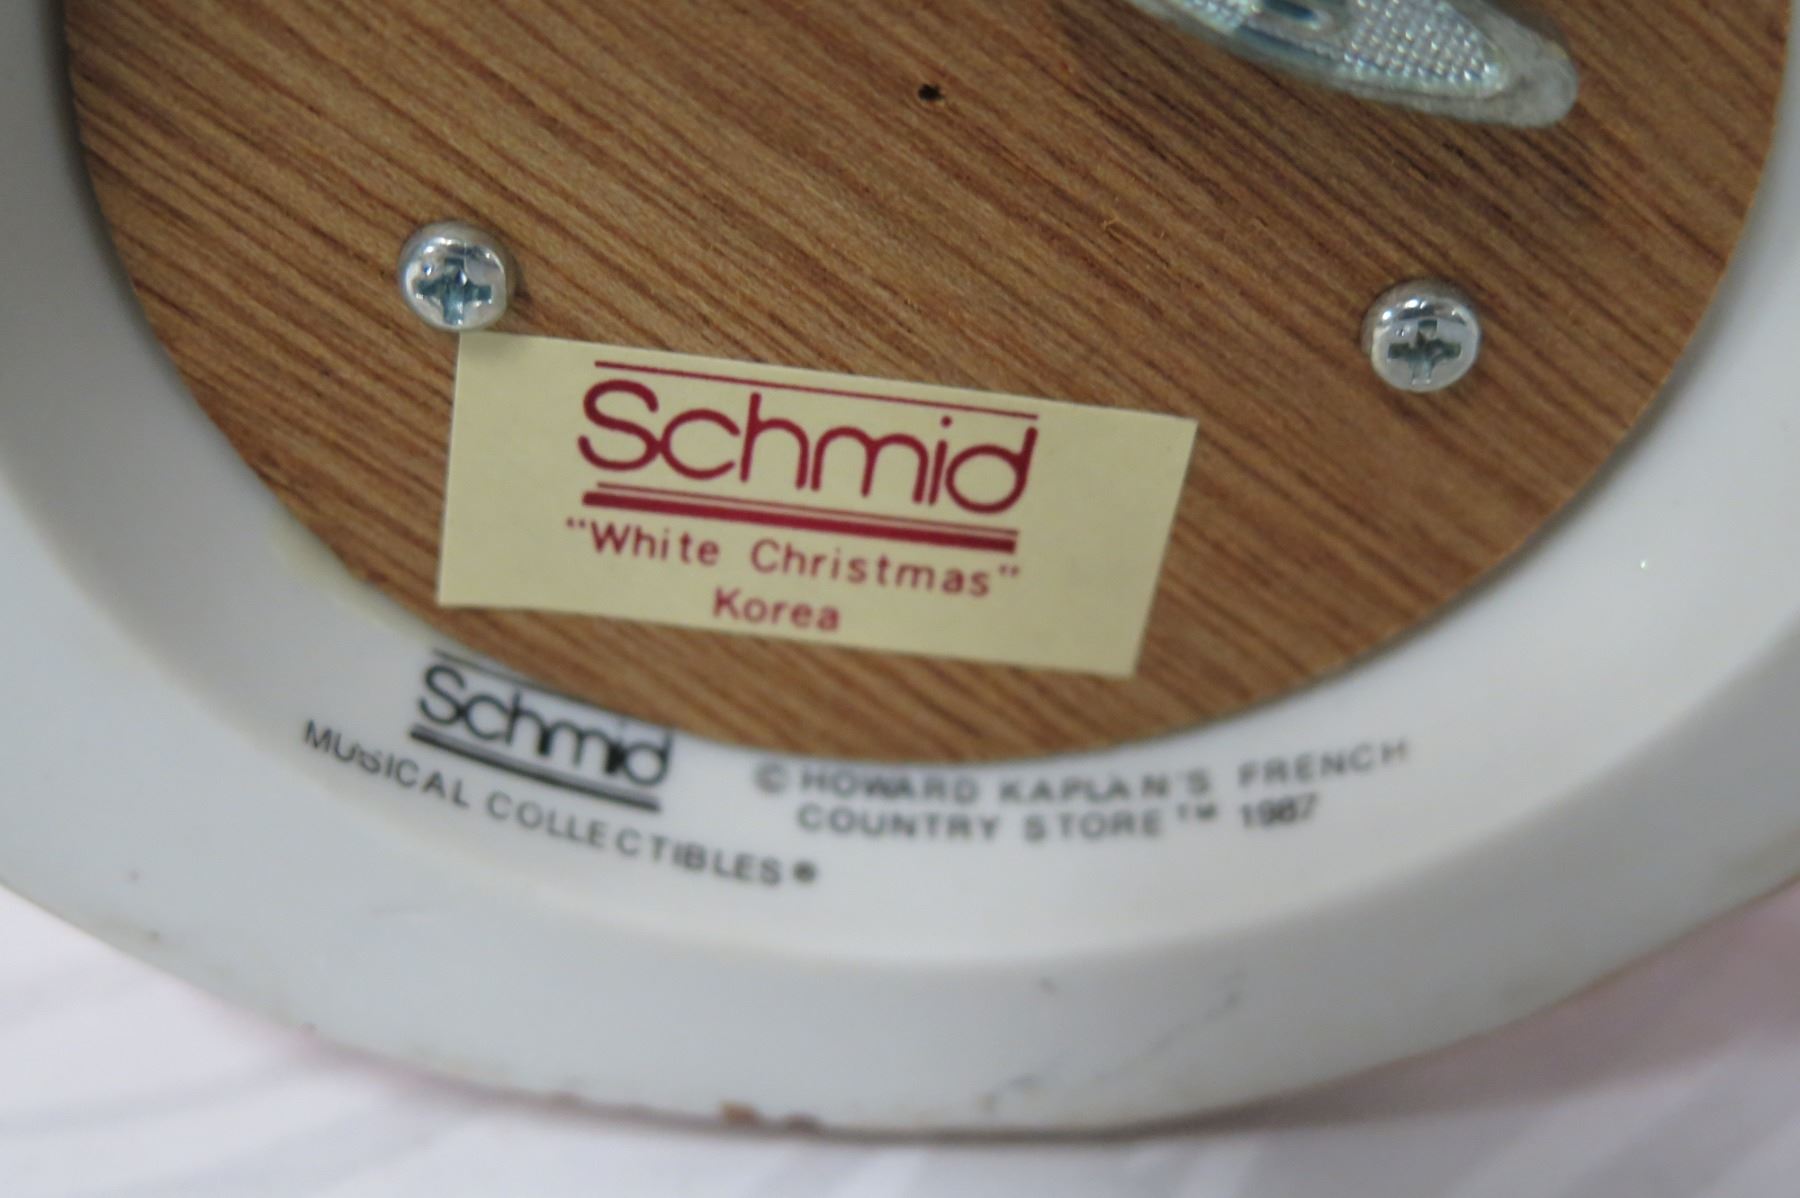 Schmid
"White Christmas"
Korea
Schmid
MUSICAL COLLECTIBLES®
© HOWARD KAPLAN'S FRENCH
COUNTRY STORE™ 1987